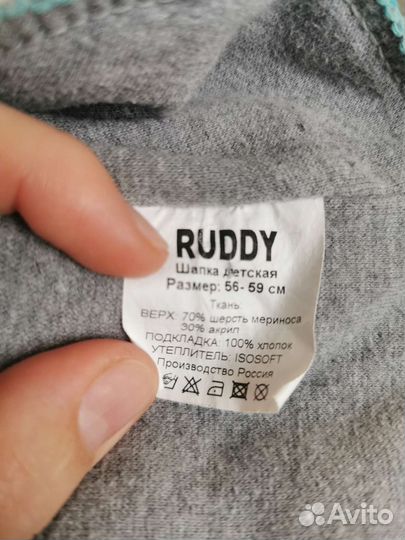 RUDDY
Шапка детская
Размер: 56- 59 см
Ткань:
ВЕРХ: 70% шерсть мериноса
30% акрил
ПОДКЛАДКА: 100% хлопок
УТЕПЛИТЕЛЬ: ISOSOFT
Производство Россия
Avito